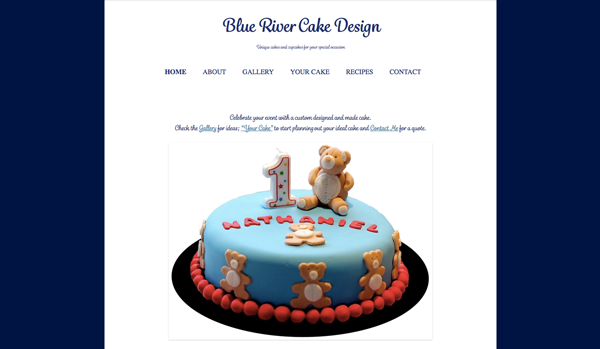 Blue River Cake Design
Unique cakes and cupcakes for your special occasion
HOME ABOUT GALLERY YOUR CAKE RECIPES CONTACT
Celebrate your event with a custom designed and made cake.
Check the Gallery for ideas; "Your Cake" to start planning out your ideal cake and Contact Me for a quote.
1
NATHANIEL